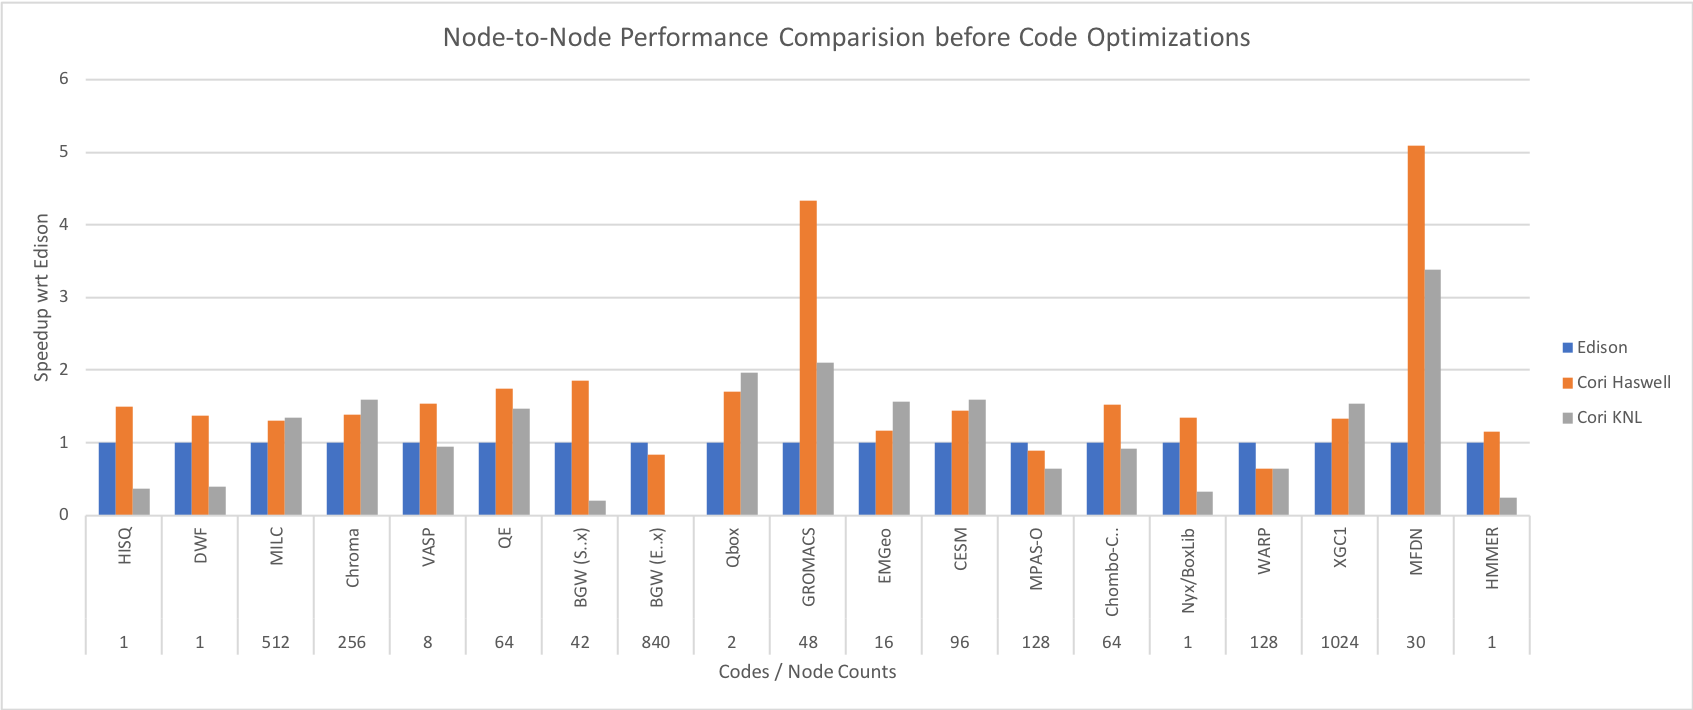 Node-to-Node Performance Comparision before Code Optimizations
Speedup wrt Edison
6
5
4
3
2
1
0
HISQ
DWF
MILC
Chroma
VASP
QE
BGW (S..x)
BGW (E..x)
Qbox
GROMACS
EMGeo
CESM
MPAS-O
Chombo-C..
Nyx/BoxLib
WARP
XGC1
MFDN
HMMER
1 1 512 256 8 64 42 840 2 48 16 96 128 64 1 128 1024 30 1
Codes / Node Counts
Edison
Cori Haswell
Cori KNL